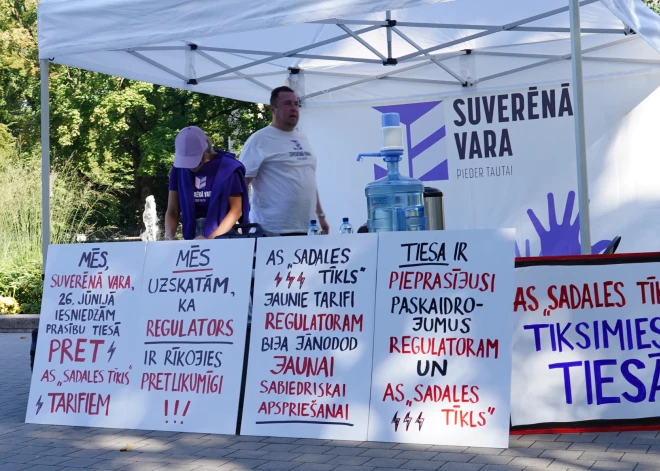 SUVERĒNĀ
VARA
PIEDER TAUTAI
MĒS,
SUVERĒNĀ VARA,
26. JŪNIJĀ
IESNIEDZĀM
PRASĪBU TIESĀ
PRET
AS „SADALES TĪKLS"
TARIFIEM
MĒS
UZSKATĀM,
KA
REGULATORS
IR RĪKOJIES
PRETLIKUMĪGI
!!!
AS „SADALES
TĪKLS"
JAUNIE TARIFI
REGULATORAM
BIJA JĀNODOD
JAUNAI
SABIEDRISKAI
APSPRIEŠANAI
TIESA IR
PIEPRASĪJUSI
PASKAIDRO-
JUMUS
REGULATORAM
UN
AS „SADALES
TĪKLS"
AS „SADALES
TIKSIMIES
TIESĀ